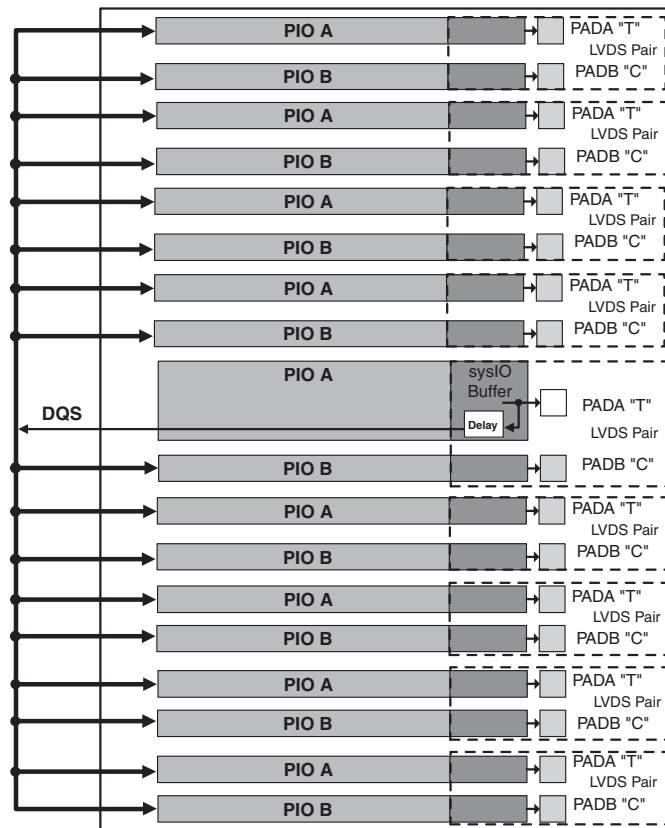 PIO A PADA "T"
LVDS Pair
PIO B PADB "C"
PIO A PADA "T"
LVDS Pair
PIO B PADB "C"
PIO A PADA "T"
LVDS Pair
PIO B PADB "C"
PIO A PADA "T"
LVDS Pair
PIO B PADB "C"
PIO A sysIO
Buffer
PADA "T"
DQS Delay
LVDS Pair
PIO B PADB "C"
PIO A PADA "T"
LVDS Pair
PIO B PADB "C"
PIO A PADA "T"
LVDS Pair
PIO B PADB "C"
PIO A PADA "T"
LVDS Pair
PIO B PADB "C"
PIO A PADA "T"
LVDS Pair
PIO B PADB "C"